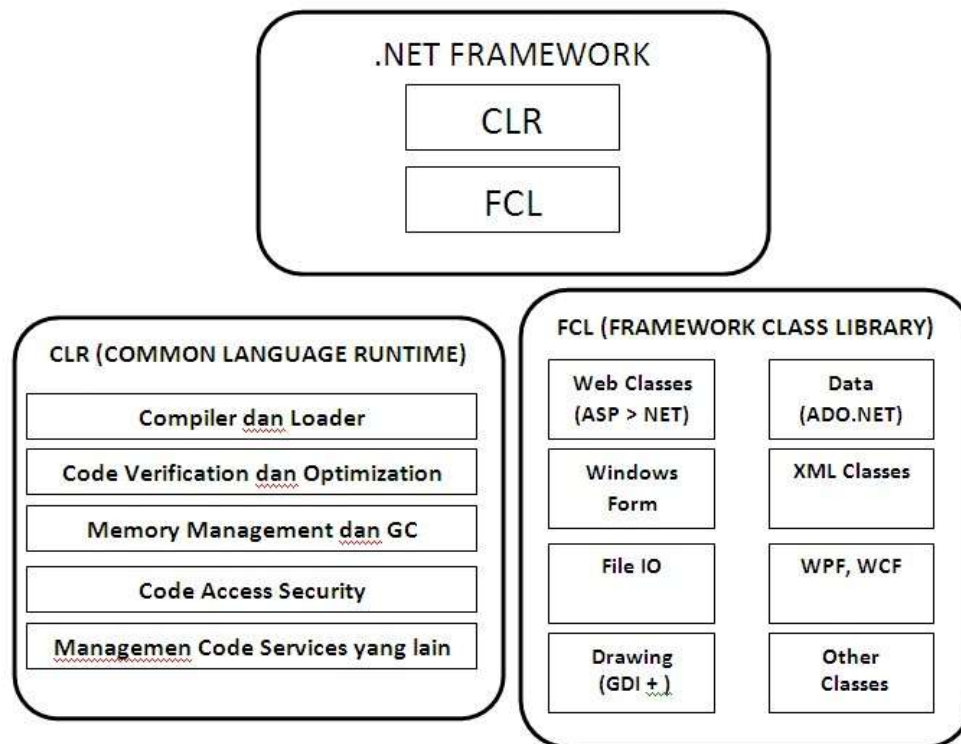 .NET FRAMEWORK
CLR
FCL
CLR (COMMON LANGUAGE RUNTIME)
Compiler dan Loader
Code Verification dan Optimization
Memory Management dan GC
Code Access Security
Managemen Code Services yang lain
FCL (FRAMEWORK CLASS LIBRARY)
Web Classes
(ASP > NET)
Data
(ADO.NET)
Windows
Form
XML Classes
File IO
WPF, WCF
Drawing
(GDI + )
Other
Classes